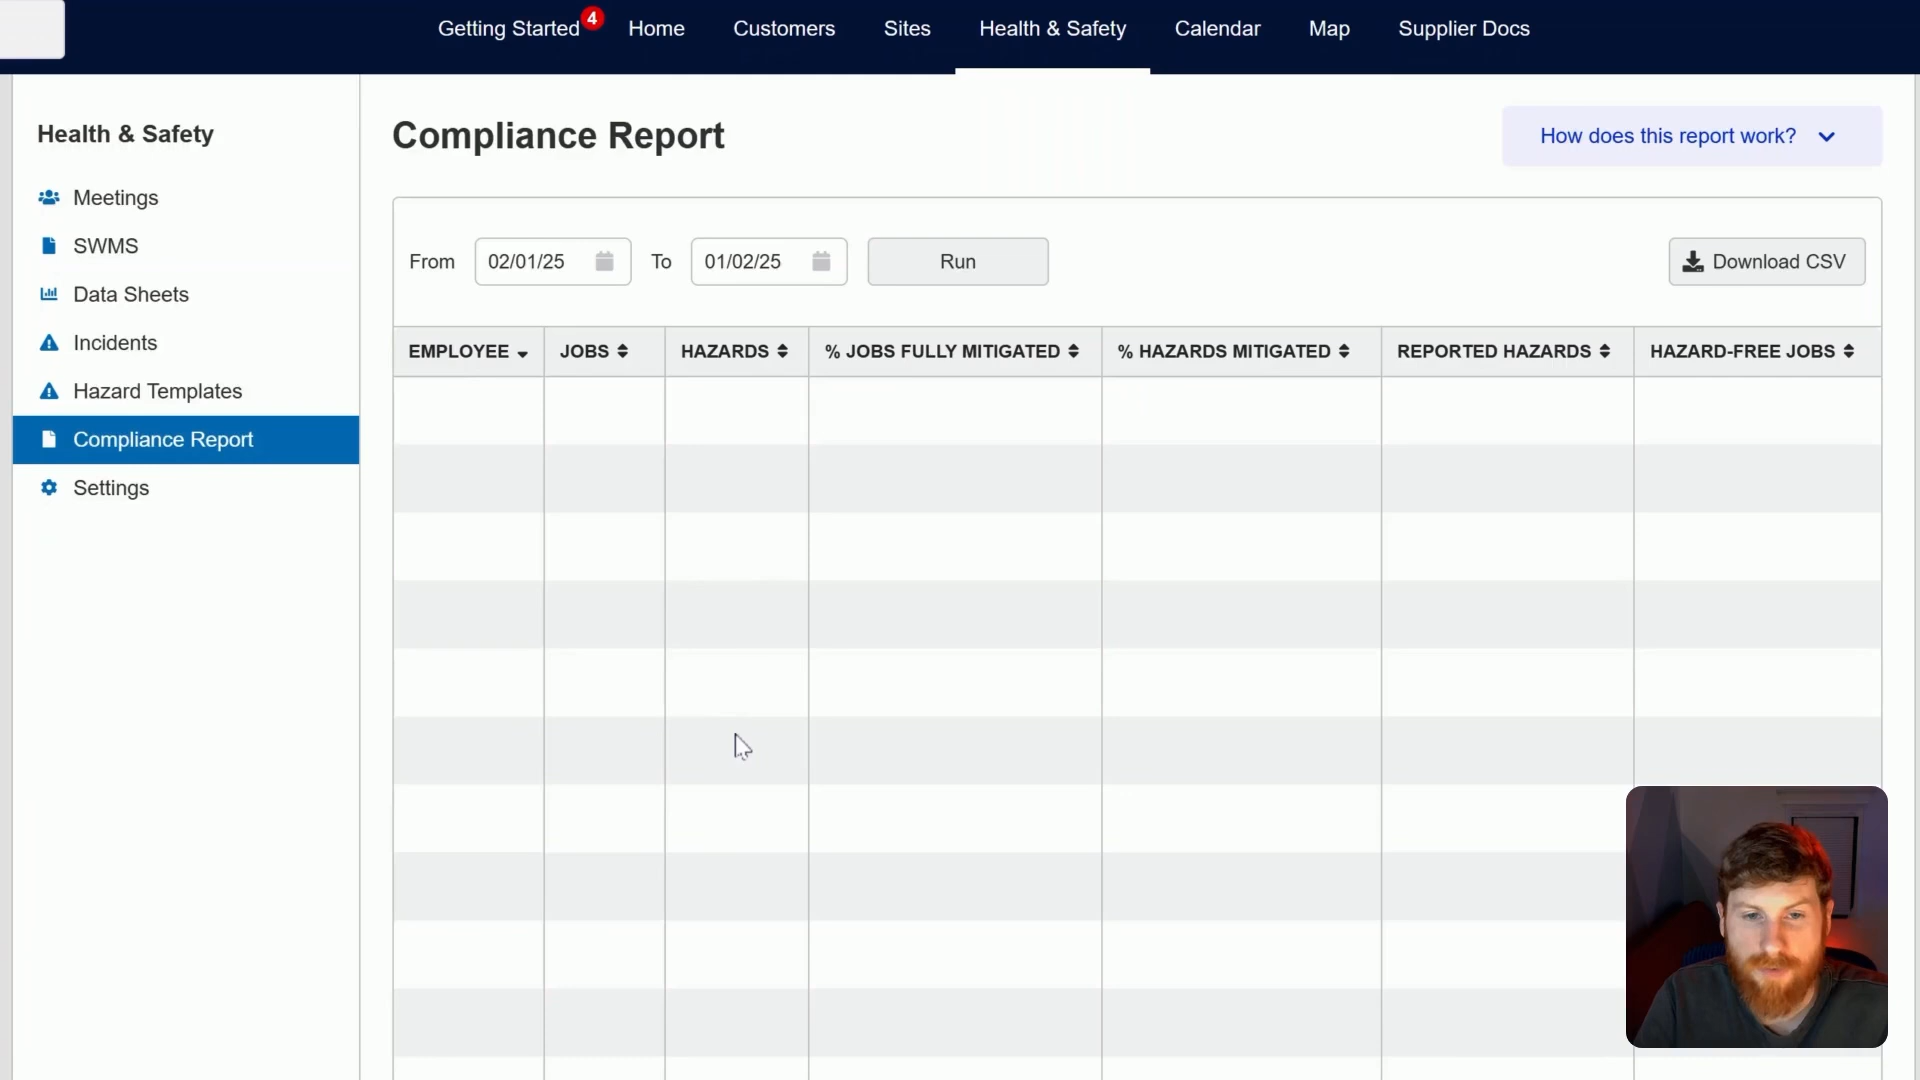 Getting Started 4 Home Customers Sites Health & Safety Calendar Map Supplier Docs
Health & Safety
Meetings
SWMS
Data Sheets
Incidents
Hazard Templates
Compliance Report
Settings
Compliance Report
How does this report work?
From 02/01/25 To 01/02/25 Run Download CSV
EMPLOYEE JOBS HAZARDS % JOBS FULLY MITIGATED % HAZARDS MITIGATED REPORTED HAZARDS HAZARD-FREE JOBS